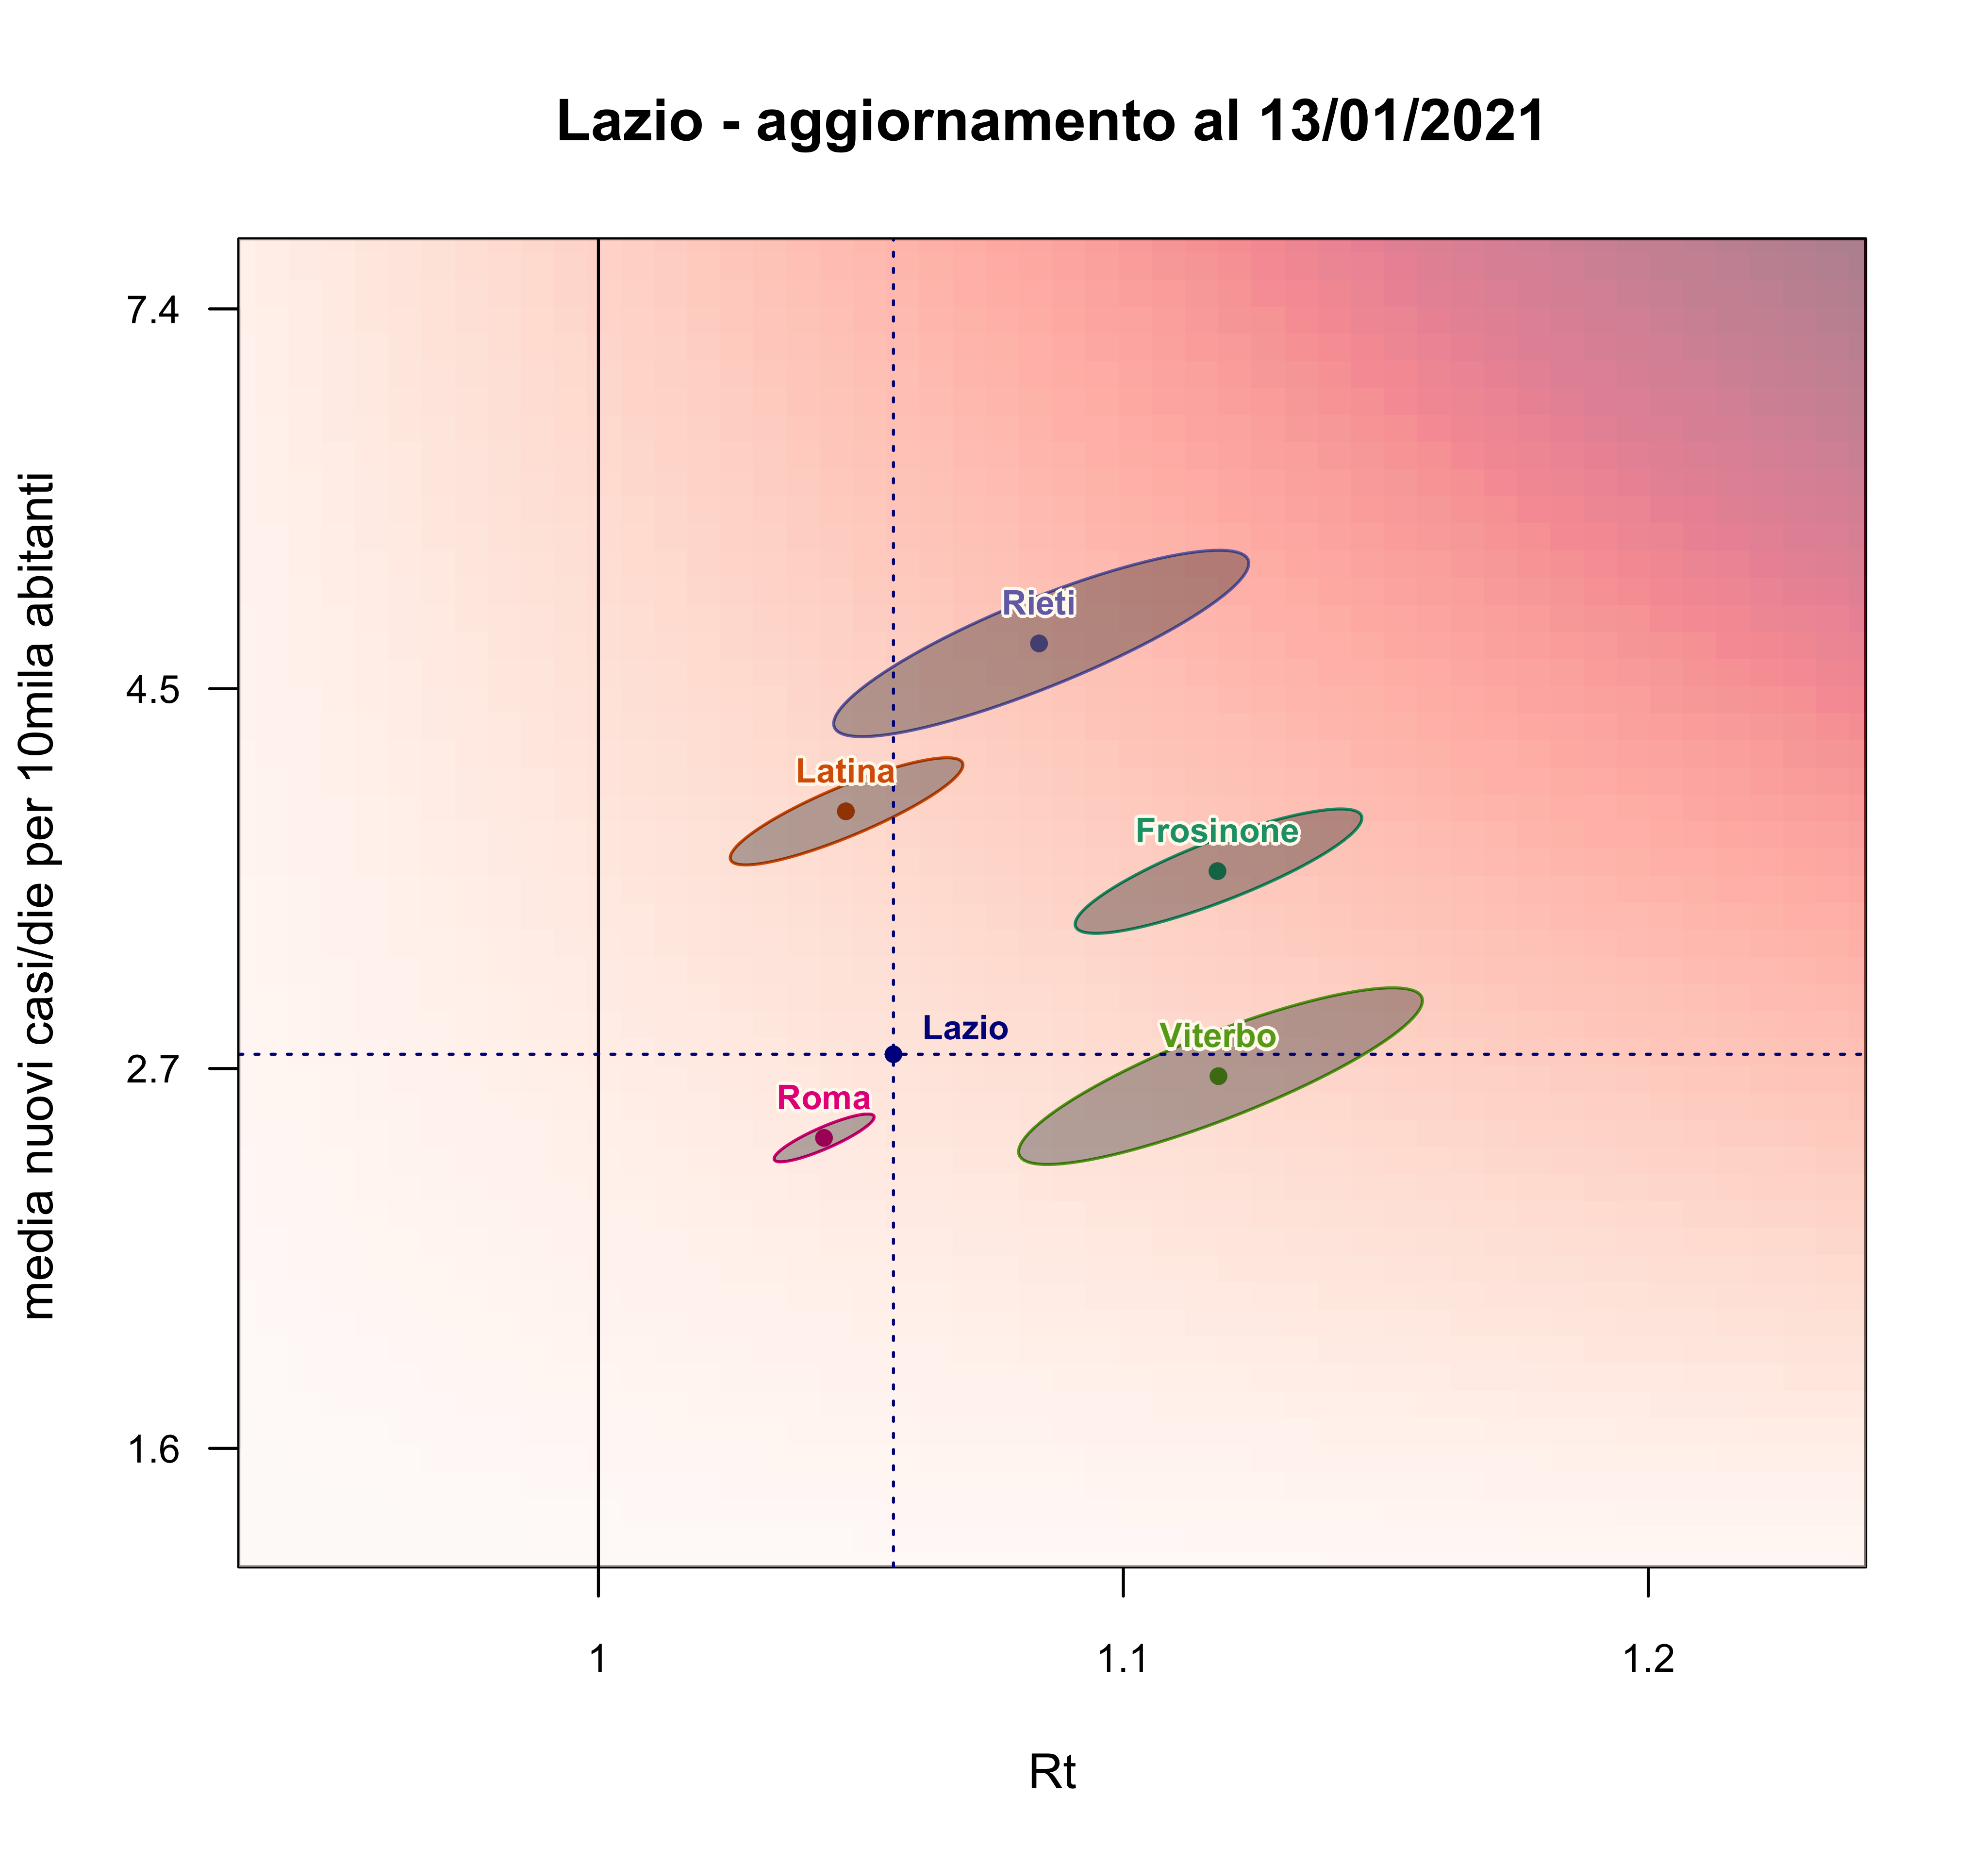 Lazio - aggiornamento al 13/01/2021
media nuovi casi/die per 10mila abitanti
7.4
4.5
2.7
1.6
Rieti
Latina
Frosinone
Lazio
Viterbo
Roma
1
1.1
1.2
Rt